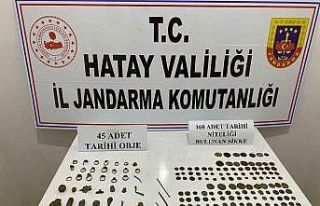 T.C.
HATAY VALİLİĞİ
İL JANDARMA KOMUTANLIĞI
45 ADET
TARİHİ OBJE
160 ADET TARİHİ
NİTELİĞİ
BULUNAN SİKKE